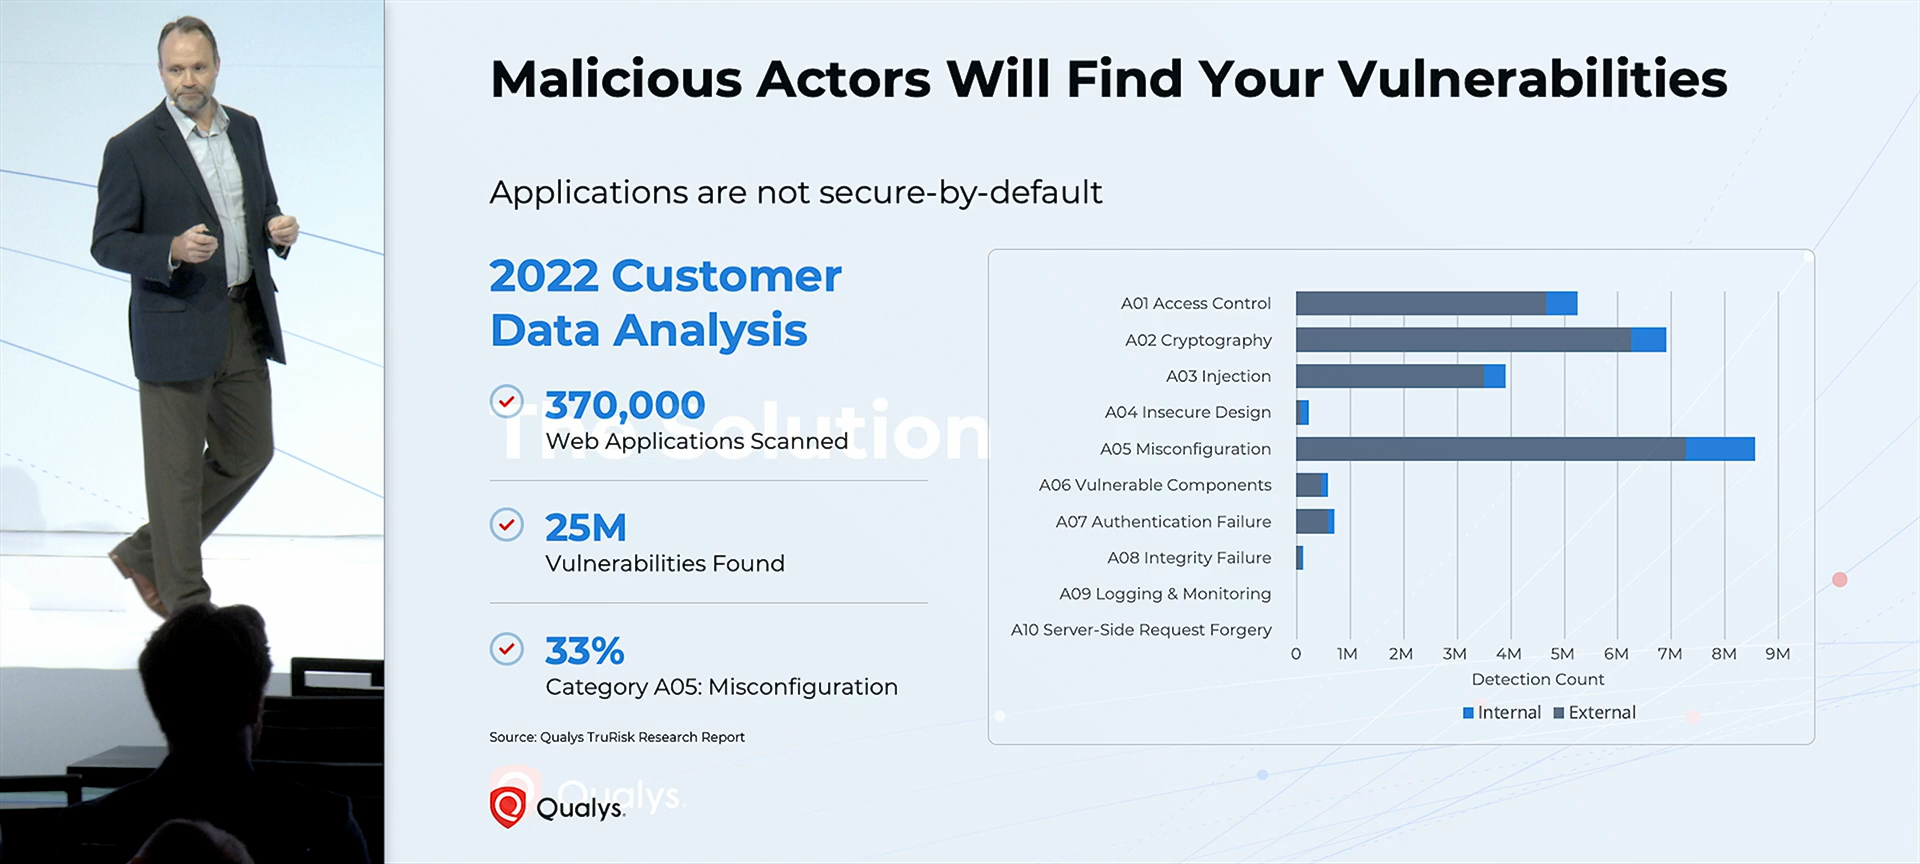 Malicious Actors Will Find Your Vulnerabilities
Applications are not secure-by-default
2022 Customer
Data Analysis
The Solution
370,000
Web Applications Scanned
25M
Vulnerabilities Found
33%
Category A05: Misconfiguration
Source: Qualys TruRisk Research Report
Qualys.
Qualys.
A01 Access Control
A02 Cryptography
A03 Injection
A04 Insecure Design
A05 Misconfiguration
A06 Vulnerable Components
A07 Authentication Failure
A08 Integrity Failure
A09 Logging & Monitoring
A10 Server-Side Request Forgery
0 1M 2M 3M 4M 5M 6M 7M 8M 9M
Detection Count
Internal External